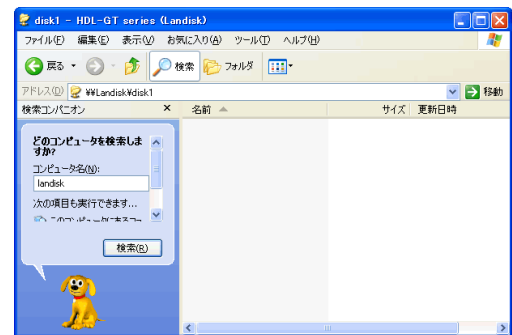 disk1 - HDL-GT series (Landisk)
ファイル(F) 編集(E) 表示(V) お気に入り(A) ツール(T) ヘルプ(H)
戻る 検索 フォルダ
アドレス(D) ¥¥Landisk¥disk1 移動
検索コンパニオン × 名前 サイズ 更新日時
どのコンピュータを検索しま
すか?
コンピュータ名(N):
landisk
次の項目も実行できます...
検索(R)